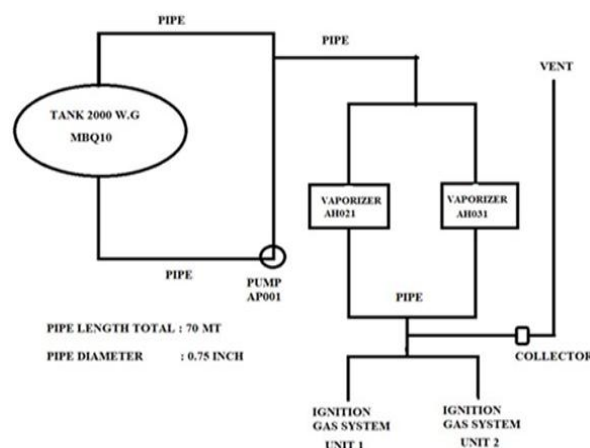 PIPE
PIPE
VENT
TANK 2000 W.G
MBQ10
VAPORIZER
AH021
VAPORIZER
AH031
PIPE
PUMP
AP001
PIPE
PIPE LENGTH TOTAL : 70 MT
PIPE DIAMETER : 0.75 INCH
COLLECTOR
IGNITION
GAS SYSTEM
UNIT 1
IGNITION
GAS SYSTEM
UNIT 2